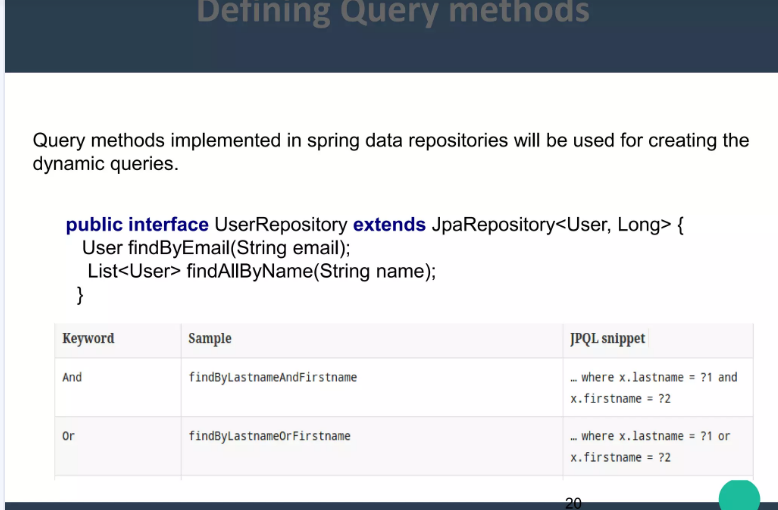 Defining Query methods
Query methods implemented in spring data repositories will be used for creating the
dynamic queries.
public interface UserRepository extends JpaRepository<User, Long> {
User findByEmail(String email);
List<User> findAllByName(String name);
}
Keyword Sample JPQL snippet
And findByLastnameAndFirstname … where x.lastname = ?1 and
x.firstname = ?2
Or findByLastnameOrFirstname … where x.lastname = ?1 or
x.firstname = ?2
20